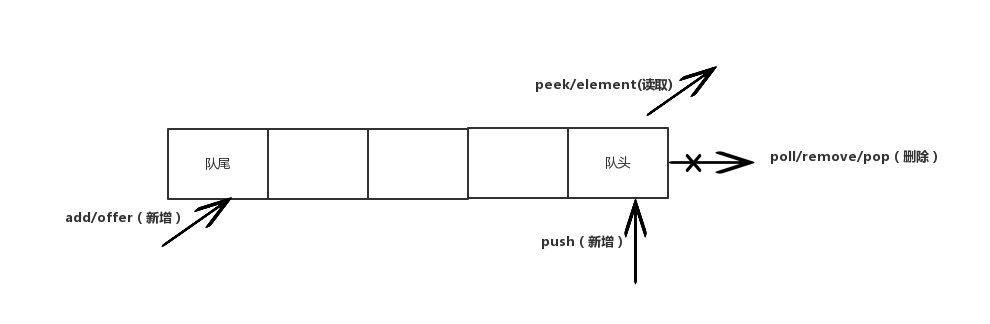 peek/element(读取)
队尾
队头
poll/remove/pop（删除）
add/offer（新增）
push（新增）